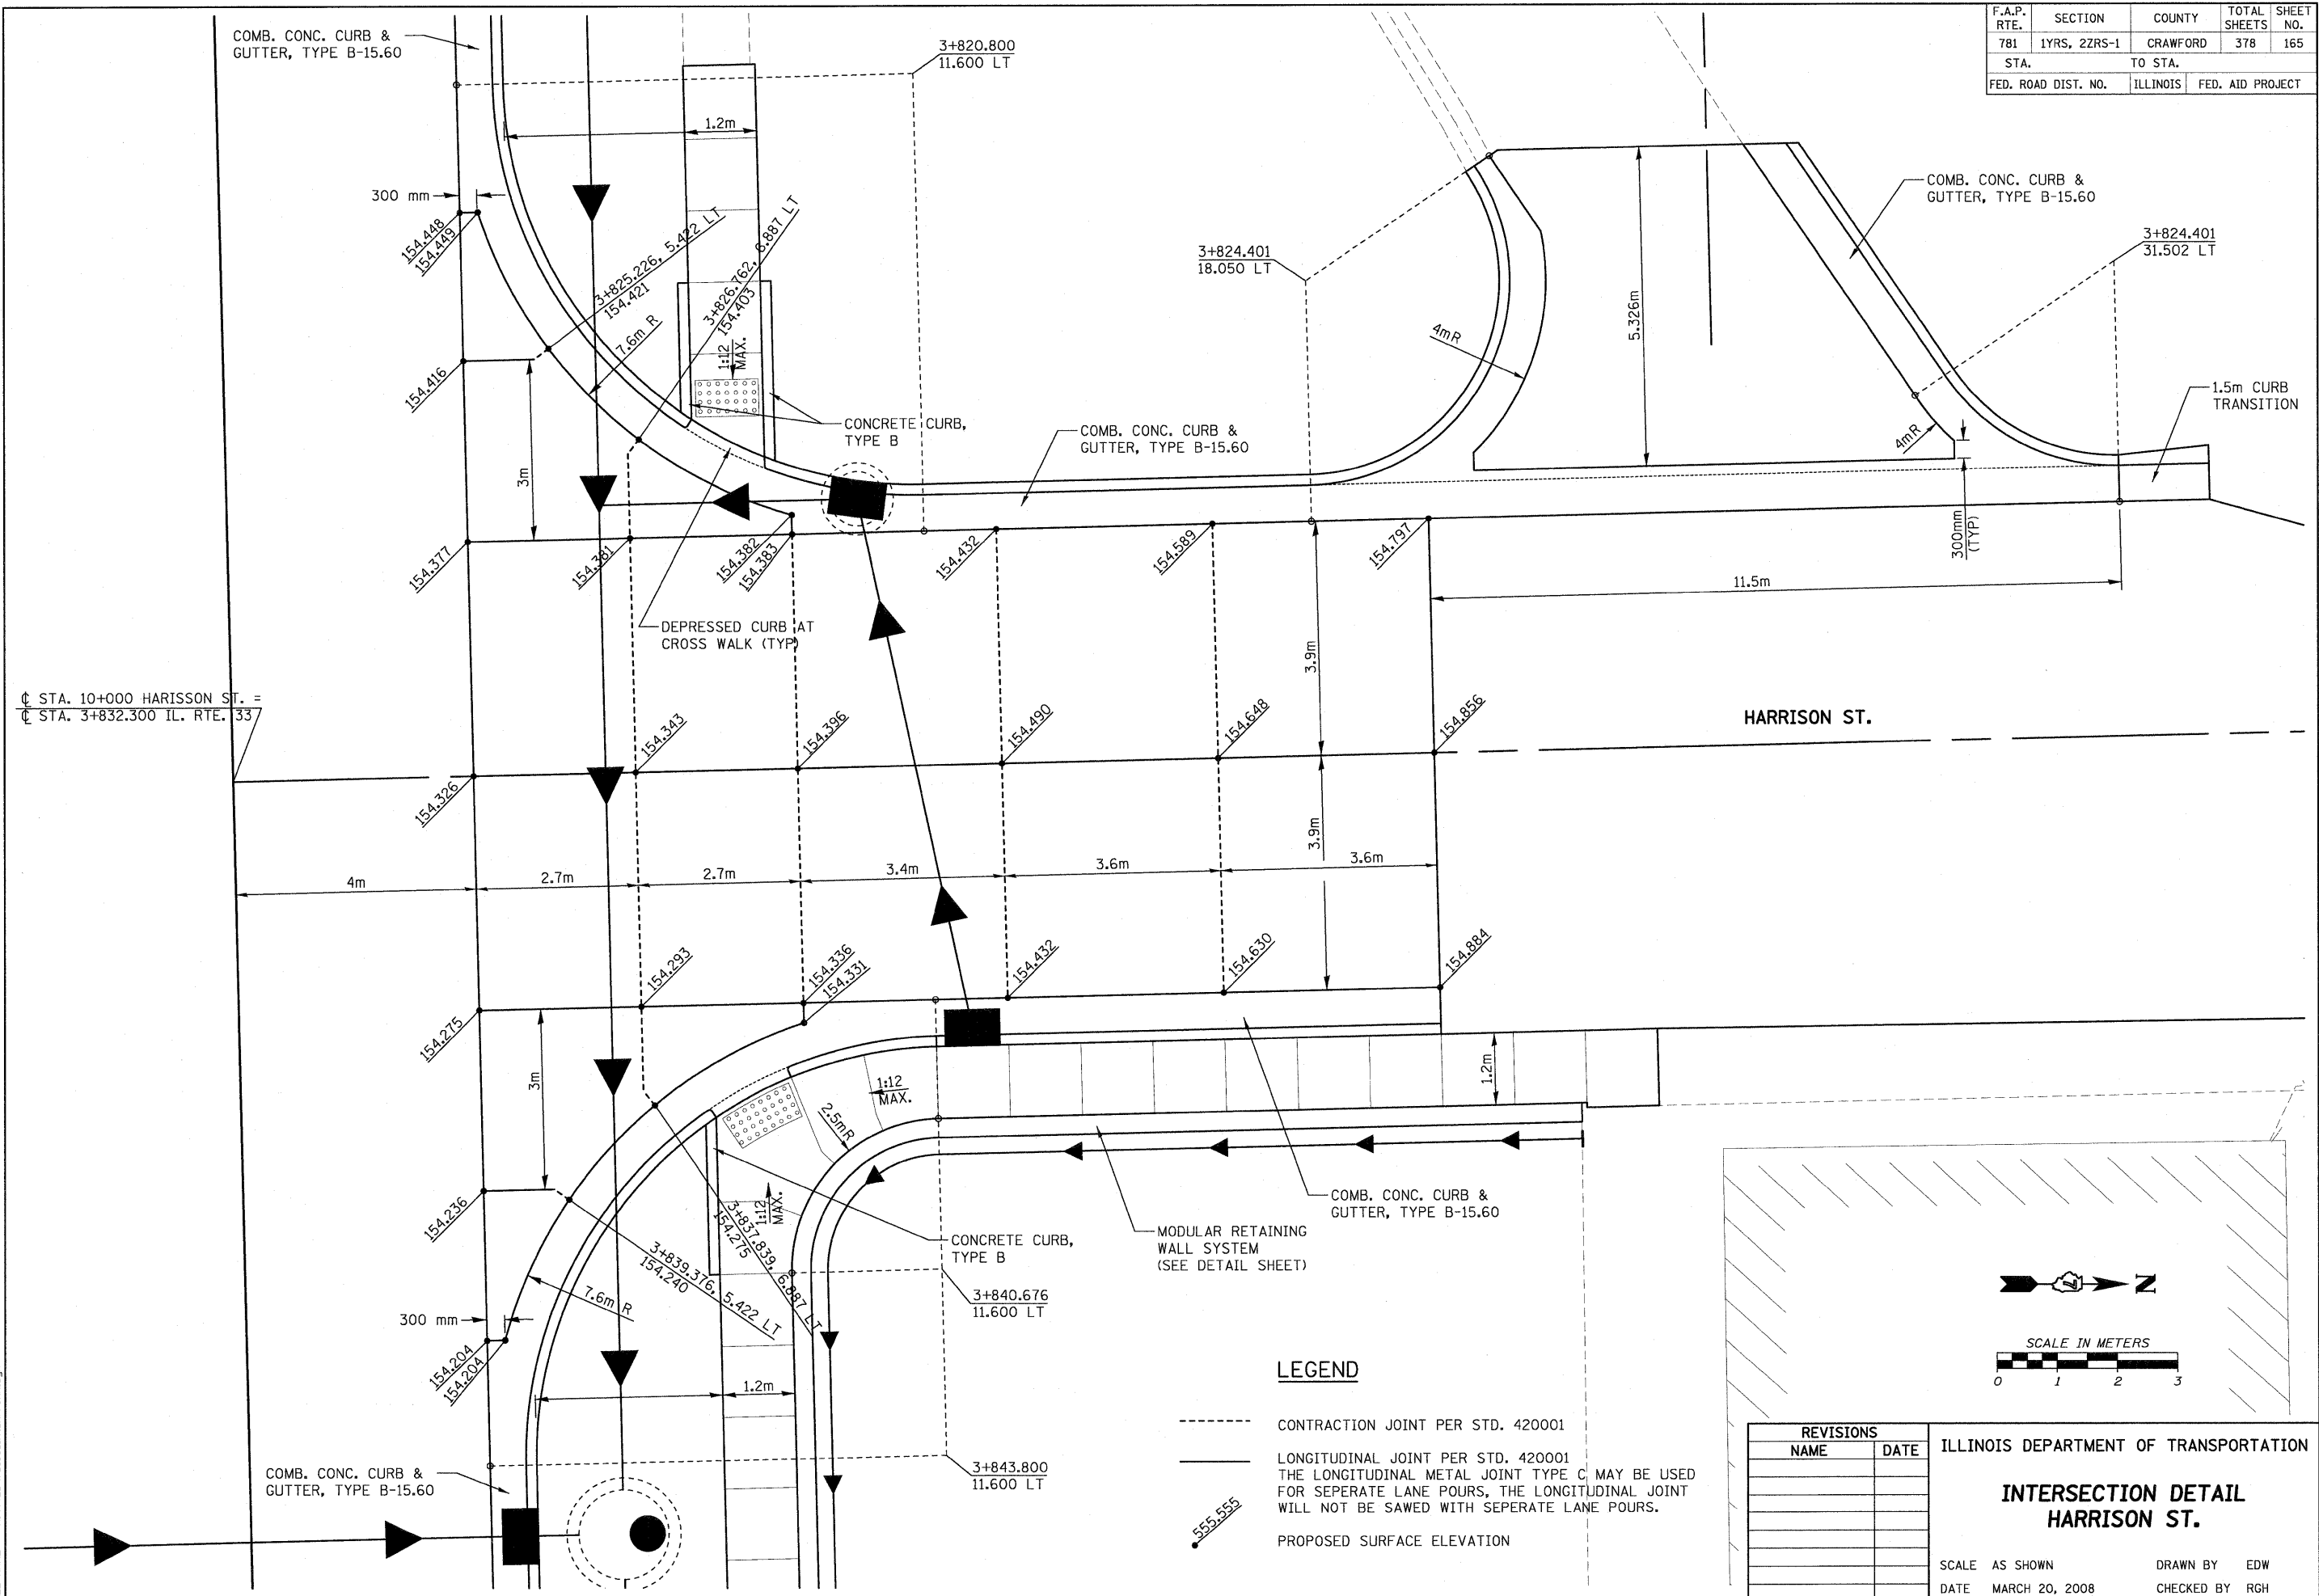 F.A.P. RTE. SECTION COUNTY TOTAL SHEETS SHEET NO.
781 1YRS, 2ZRS-1 CRAWFORD 378 165
STA. TO STA.
FED. ROAD DIST. NO. ILLINOIS FED. AID PROJECT
COMB. CONC. CURB &
GUTTER, TYPE B-15.60
3+820.800
11.600 LT
1.2m
300 mm
154.448
154.449
3+825.226, 5.422 LT
154.421
3+826.762, 6.887 LT
154.403
7.6m R
1:12
MAX.
154.416
3m
CONCRETE CURB,
TYPE B
COMB. CONC. CURB &
GUTTER, TYPE B-15.60
3+824.401
18.050 LT
4mR
5.326m
COMB. CONC. CURB &
GUTTER, TYPE B-15.60
3+824.401
31.502 LT
1.5m CURB
TRANSITION
4mR
300mm
(TYP)
11.5m
154.377
154.381
154.382
154.383
154.432
154.589
154.797
DEPRESSED CURB AT
CROSS WALK (TYP)
3.9m
℄ STA. 10+000 HARISSON ST. =
℄ STA. 3+832.300 IL. RTE. 33
154.326
154.343
154.396
154.490
154.648
154.856
HARRISON ST.
3.9m
4m
2.7m
2.7m
3.4m
3.6m
3.6m
154.275
154.293
154.336
154.331
154.432
154.630
154.884
3m
1:12
MAX.
2.5mR
1.2m
154.236
1:12
MAX.
3+837.839, 6.887 LT
154.275
3+839.376, 5.422 LT
154.240
CONCRETE CURB,
TYPE B
MODULAR RETAINING
WALL SYSTEM
(SEE DETAIL SHEET)
COMB. CONC. CURB &
GUTTER, TYPE B-15.60
7.6m R
300 mm
154.204
154.204
3+840.676
11.600 LT
1.2m
3+843.800
11.600 LT
COMB. CONC. CURB &
GUTTER, TYPE B-15.60
N
SCALE IN METERS
0 1 2 3
LEGEND
CONTRACTION JOINT PER STD. 420001
LONGITUDINAL JOINT PER STD. 420001
THE LONGITUDINAL METAL JOINT TYPE C MAY BE USED
FOR SEPERATE LANE POURS, THE LONGITUDINAL JOINT
WILL NOT BE SAWED WITH SEPERATE LANE POURS.
555.555
PROPOSED SURFACE ELEVATION
REVISIONS
NAME DATE
ILLINOIS DEPARTMENT OF TRANSPORTATION
INTERSECTION DETAIL
HARRISON ST.
SCALE AS SHOWN DRAWN BY EDW
DATE MARCH 20, 2008 CHECKED BY RGH